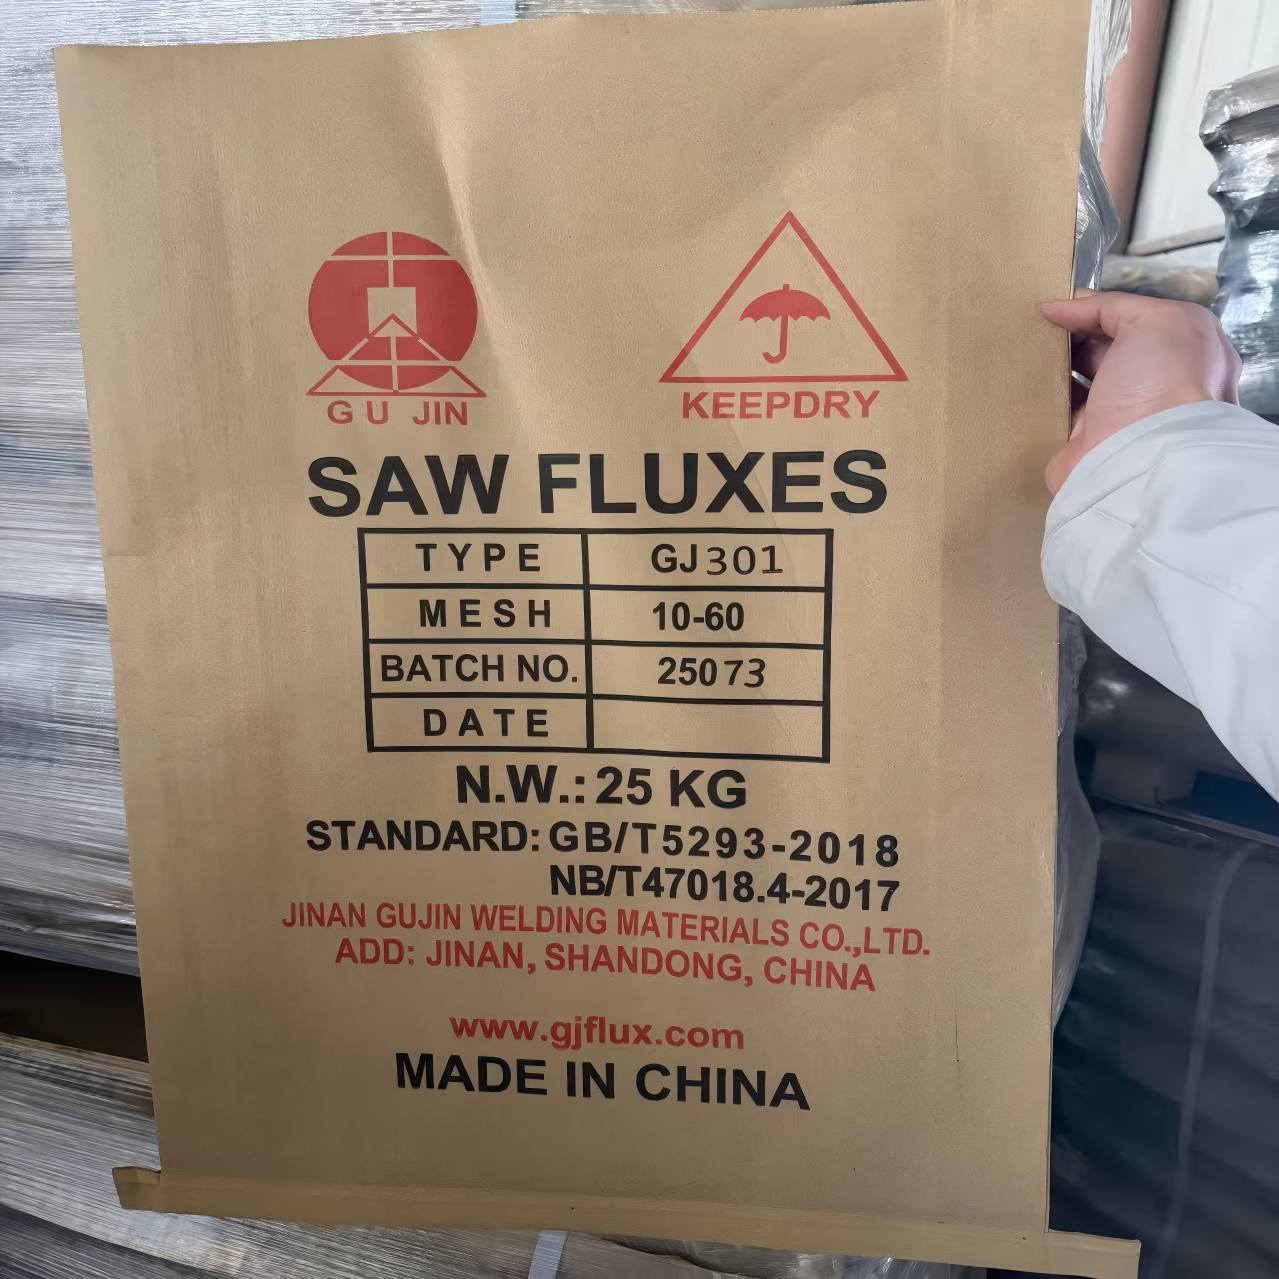 GU JIN
KEEPDRY
SAW FLUXES
TYPE GJ301
MESH 10-60
BATCH NO. 25073
DATE
N.W.: 25 KG
STANDARD: GB/T5293-2018
NB/T47018.4-2017
JINAN GUJIN WELDING MATERIALS CO.,LTD.
ADD: JINAN, SHANDONG, CHINA
www.gjflux.com
MADE IN CHINA